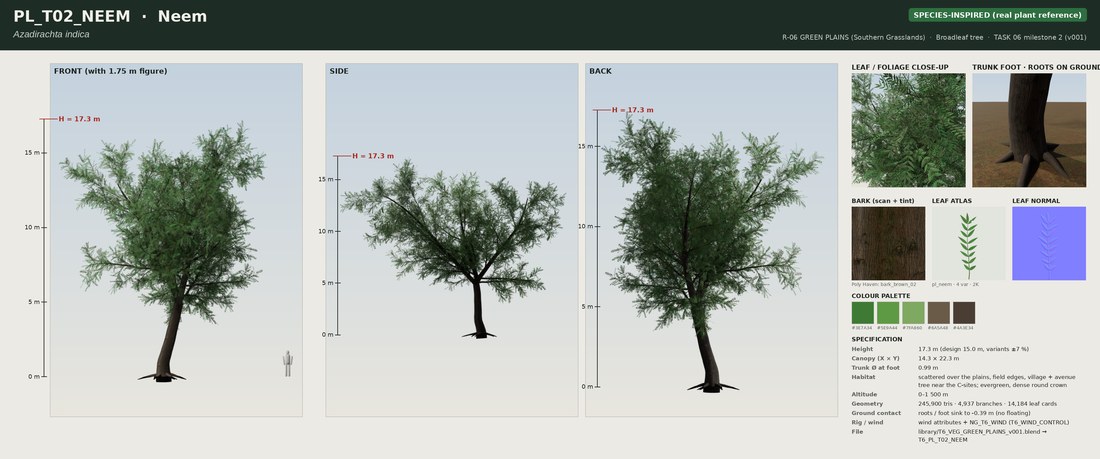 PL_T02_NEEM · Neem
Azadirachta indica
SPECIES-INSPIRED (real plant reference)
R-06 GREEN PLAINS (Southern Grasslands) · Broadleaf tree · TASK 06 milestone 2 (v001)
FRONT (with 1.75 m figure)
H = 17.3 m
15 m
10 m
5 m
0 m
SIDE
H = 17.3 m
15 m
10 m
5 m
0 m
BACK
H = 17.3 m
15 m
10 m
5 m
0 m
LEAF / FOLIAGE CLOSE-UP
TRUNK FOOT · ROOTS ON GROUND
BARK (scan + tint)
LEAF ATLAS
LEAF NORMAL
Poly Haven: bark_brown_02
pl_neem · 4 var · 2K
COLOUR PALETTE
SPECIFICATION
Height 17.3 m (design 15.0 m, variants ±7 %)
Canopy (X × Y) 14.3 × 22.3 m
Trunk Ø at foot 0.99 m
Habitat scattered over the plains, field edges, village + avenue
tree near the C-sites; evergreen, dense round crown
Altitude 0–1 500 m
Geometry 245,900 tris · 4,937 branches · 14,184 leaf cards
Ground contact roots / foot sink to -0.39 m (no floating)
Rig / wind wind attributes + NG_T6_WIND (T6_WIND_CONTROL)
File library/T6_VEG_GREEN_PLAINS_v001.blend →
T6_PL_T02_NEEM